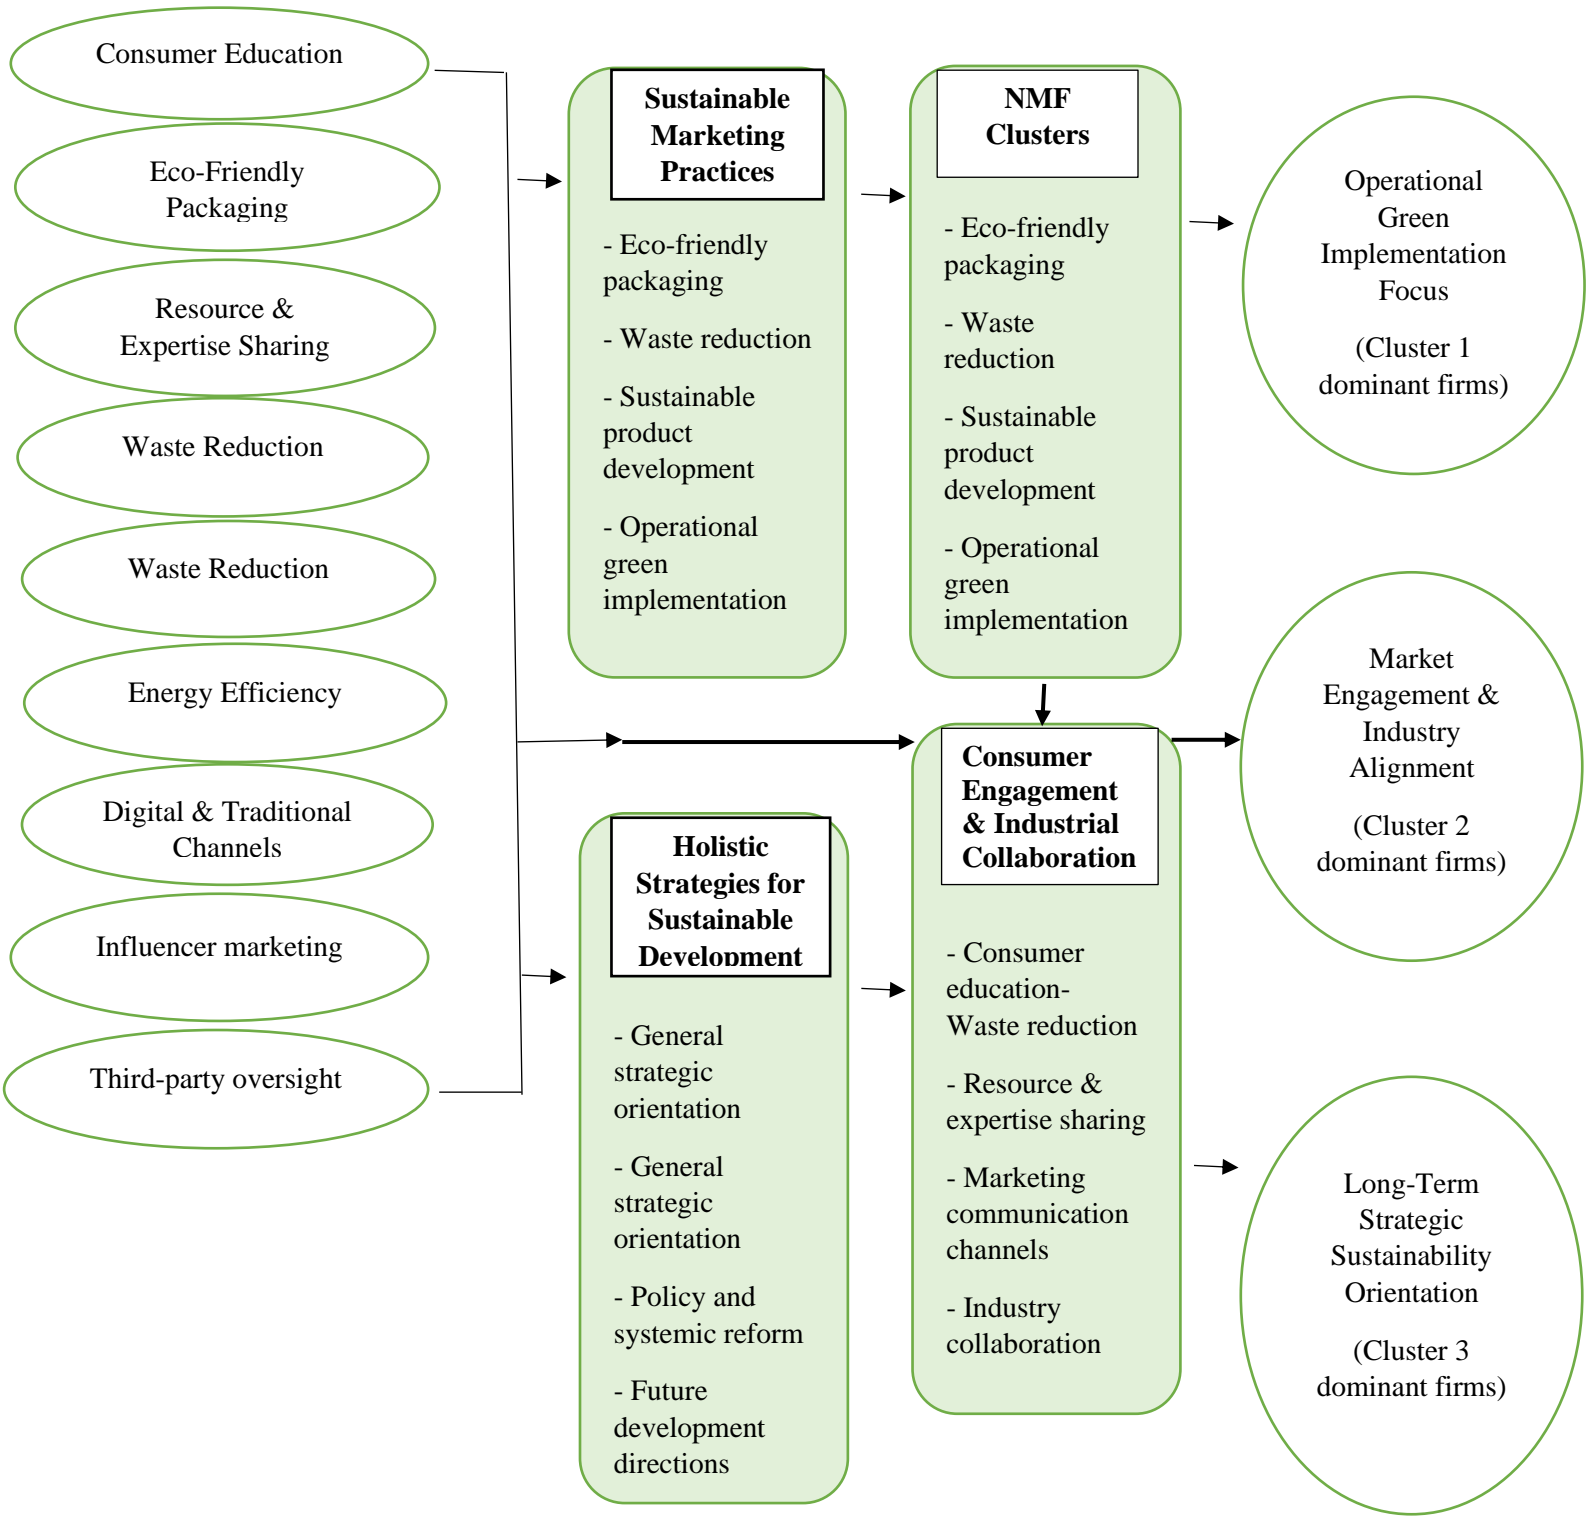 Consumer Education
Eco-Friendly
Packaging
Resource &
Expertise Sharing
Waste Reduction
Waste Reduction
Energy Efficiency
Digital & Traditional
Channels
Influencer marketing
Third-party oversight
Sustainable
Marketing
Practices
- Eco-friendly
packaging
- Waste reduction
- Sustainable
product
development
- Operational
green
implementation
Holistic
Strategies for
Sustainable
Development
- General
strategic
orientation
- General
strategic
orientation
- Policy and
systemic reform
- Future
development
directions
NMF
Clusters
- Eco-friendly
packaging
- Waste
reduction
- Sustainable
product
development
- Operational
green
implementation
Consumer
Engagement
& Industrial
Collaboration
- Consumer
education-
Waste reduction
- Resource &
expertise sharing
- Marketing
communication
channels
- Industry
collaboration
Operational
Green
Implementation
Focus
(Cluster 1
dominant firms)
Market
Engagement &
Industry
Alignment
(Cluster 2
dominant firms)
Long-Term
Strategic
Sustainability
Orientation
(Cluster 3
dominant firms)